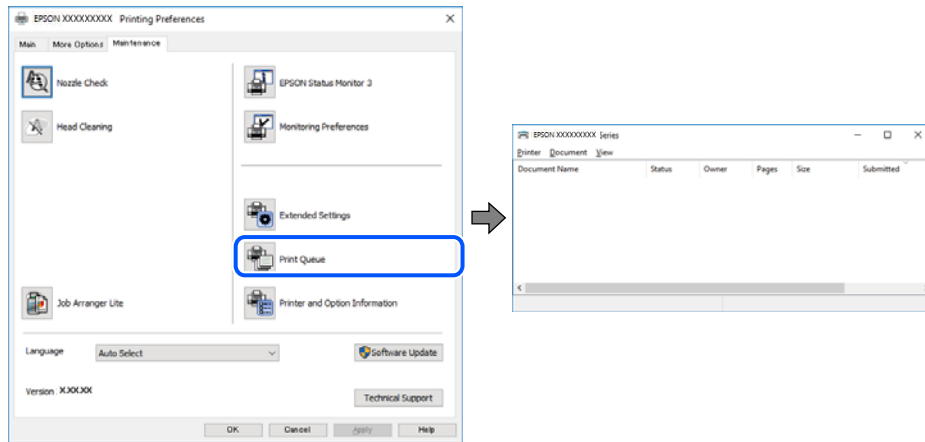 EPSON XXXXXXXXX Printing Preferences
Main More Options Maintenance
Nozzle Check
EPSON Status Monitor 3
Head Cleaning
Monitoring Preferences
Extended Settings
Print Queue
Job Arranger Lite
Printer and Option Information
Language Auto Select
Software Update
Version : X.XX.XX
Technical Support
OK Cancel Apply Help
EPSON XXXXXXXXXX Series
Printer Document View
Document Name Status Owner Pages Size Submitted